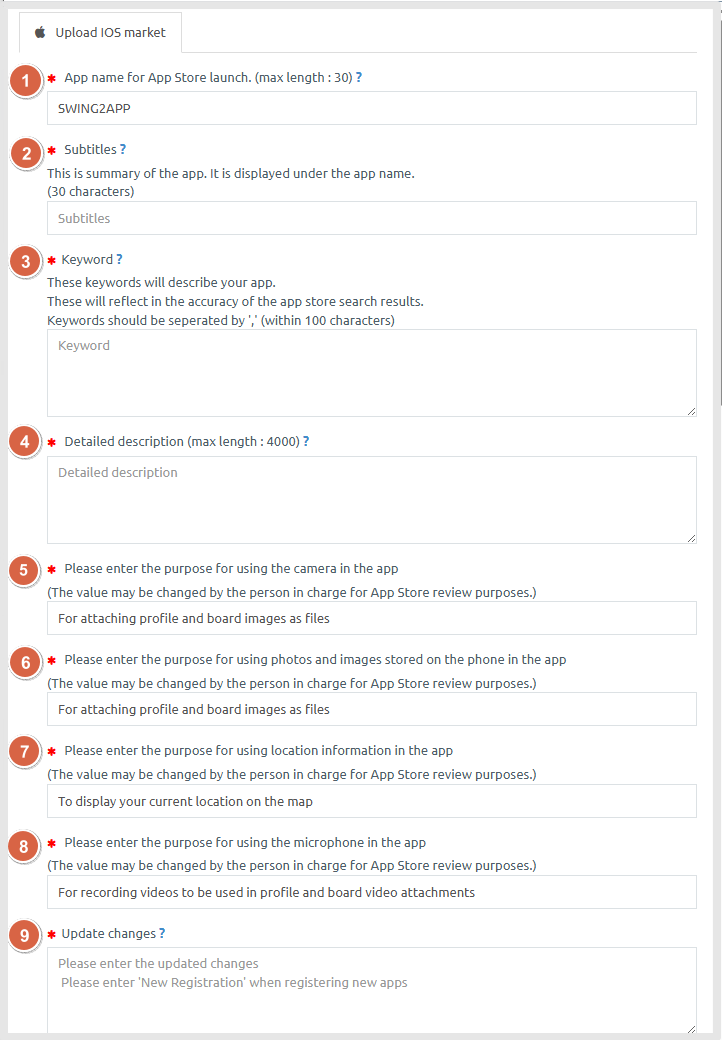 Upload IOS market
1 * App name for App Store launch. (max length : 30) ?
SWING2APP
2 * Subtitles ?
This is summary of the app. It is displayed under the app name.
(30 characters)
Subtitles
3 * Keyword ?
These keywords will describe your app.
These will reflect in the accuracy of the app store search results.
Keywords should be seperated by ',' (within 100 characters)
Keyword
4 * Detailed description (max length : 4000) ?
Detailed description
5 * Please enter the purpose for using the camera in the app
(The value may be changed by the person in charge for App Store review purposes.)
For attaching profile and board images as files
6 * Please enter the purpose for using photos and images stored on the phone in the app
(The value may be changed by the person in charge for App Store review purposes.)
For attaching profile and board images as files
7 * Please enter the purpose for using location information in the app
(The value may be changed by the person in charge for App Store review purposes.)
To display your current location on the map
8 * Please enter the purpose for using the microphone in the app
(The value may be changed by the person in charge for App Store review purposes.)
For recording videos to be used in profile and board video attachments
9 * Update changes ?
Please enter the updated changes
Please enter 'New Registration' when registering new apps